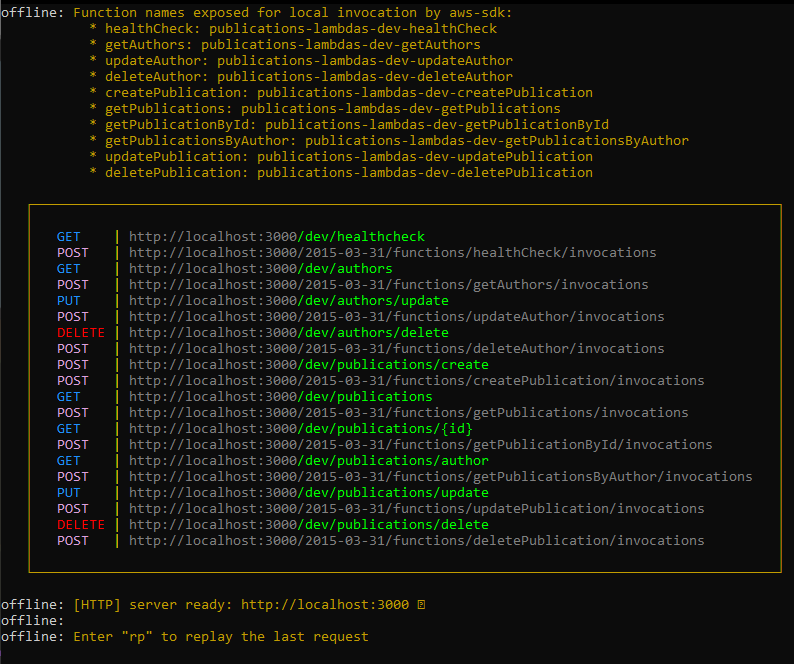 offline: Function names exposed for local invocation by aws-sdk:
* healthCheck: publications-lambdas-dev-healthCheck
* getAuthors: publications-lambdas-dev-getAuthors
* updateAuthor: publications-lambdas-dev-updateAuthor
* deleteAuthor: publications-lambdas-dev-deleteAuthor
* createPublication: publications-lambdas-dev-createPublication
* getPublications: publications-lambdas-dev-getPublications
* getPublicationById: publications-lambdas-dev-getPublicationById
* getPublicationsByAuthor: publications-lambdas-dev-getPublicationsByAuthor
* updatePublication: publications-lambdas-dev-updatePublication
* deletePublication: publications-lambdas-dev-deletePublication
GET | http://localhost:3000/dev/healthcheck
POST | http://localhost:3000/2015-03-31/functions/healthCheck/invocations
GET | http://localhost:3000/dev/authors
POST | http://localhost:3000/2015-03-31/functions/getAuthors/invocations
PUT | http://localhost:3000/dev/authors/update
POST | http://localhost:3000/2015-03-31/functions/updateAuthor/invocations
DELETE | http://localhost:3000/dev/authors/delete
POST | http://localhost:3000/2015-03-31/functions/deleteAuthor/invocations
POST | http://localhost:3000/dev/publications/create
POST | http://localhost:3000/2015-03-31/functions/createPublication/invocations
GET | http://localhost:3000/dev/publications
POST | http://localhost:3000/2015-03-31/functions/getPublications/invocations
GET | http://localhost:3000/dev/publications/{id}
POST | http://localhost:3000/2015-03-31/functions/getPublicationById/invocations
GET | http://localhost:3000/dev/publications/author
POST | http://localhost:3000/2015-03-31/functions/getPublicationsByAuthor/invocations
PUT | http://localhost:3000/dev/publications/update
POST | http://localhost:3000/2015-03-31/functions/updatePublication/invocations
DELETE | http://localhost:3000/dev/publications/delete
POST | http://localhost:3000/2015-03-31/functions/deletePublication/invocations
offline: [HTTP] server ready: http://localhost:3000
offline:
offline: Enter "rp" to replay the last request